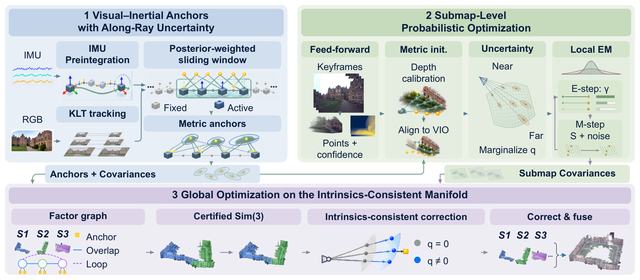 1 Visual–Inertial Anchors
with Along-Ray Uncertainty
IMU
IMU
Preintegration
Posterior-weighted
sliding window
...
...
Fixed
Active
RGB
KLT tracking
Metric anchors
2 Submap-Level
Probabilistic Optimization
Feed-forward
Metric init.
Uncertainty
Local EM
Keyframes
Depth
calibration
Near
E-step: γ
Points +
confidence
Align to VIO
Far
Marginalize q
M-step
S + noise
Anchors + Covariances
Submap Covariances
3 Global Optimization on the Intrinsics-Consistent Manifold
Factor graph
Certified Sim(3)
Intrinsics-consistent correction
Correct & fuse
S1 S2 S3
Anchor
Overlap
Loop
q = 0
q ≠ 0
S1 S2 S3